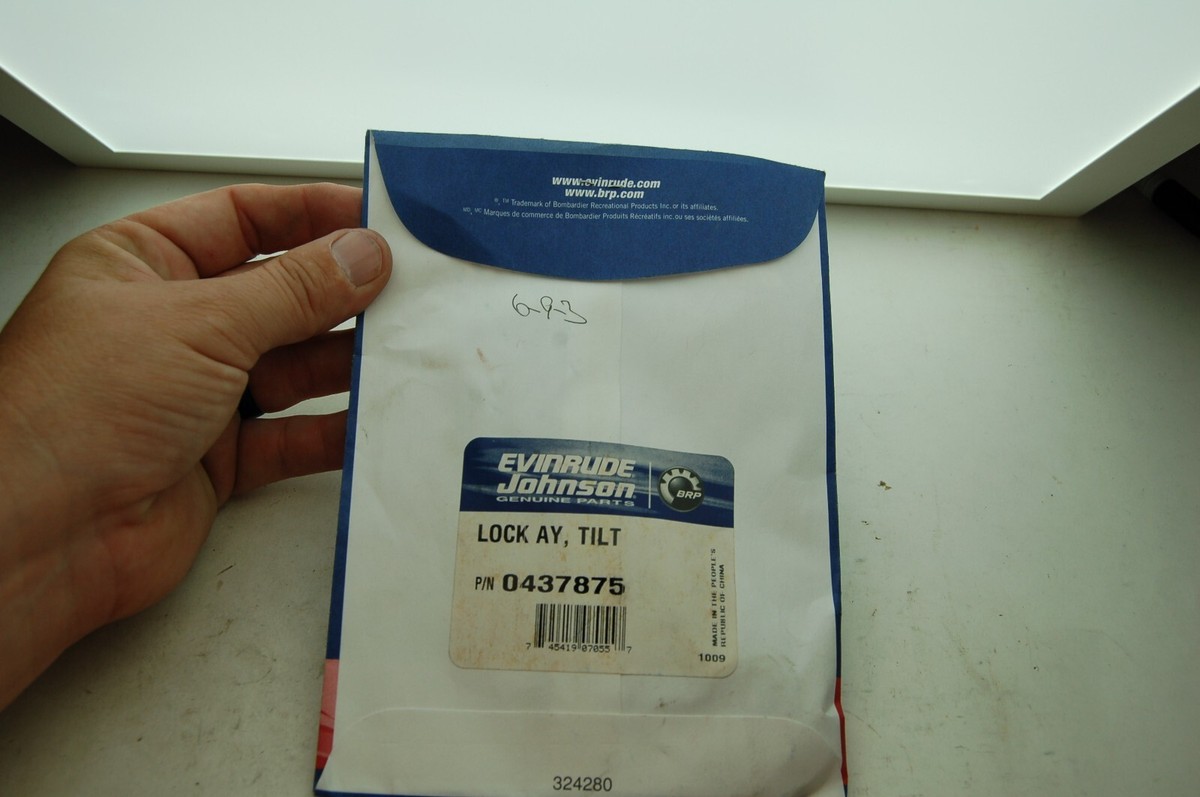 www.evinrude.com
www.brp.com
®, ™ Trademark of Bombardier Recreational Products Inc. or its affiliates.
MD, MC Marques de commerce de Bombardier Produits Récréatifs inc. ou ses sociétés affiliées.
6-9-3
EVINRUDE
Johnson
GENUINE PARTS
BRP
LOCK AY, TILT
P/N 0437875
7 45419 07055 7
MADE IN THE PEOPLE'S
REPUBLIC OF CHINA
1009
324280